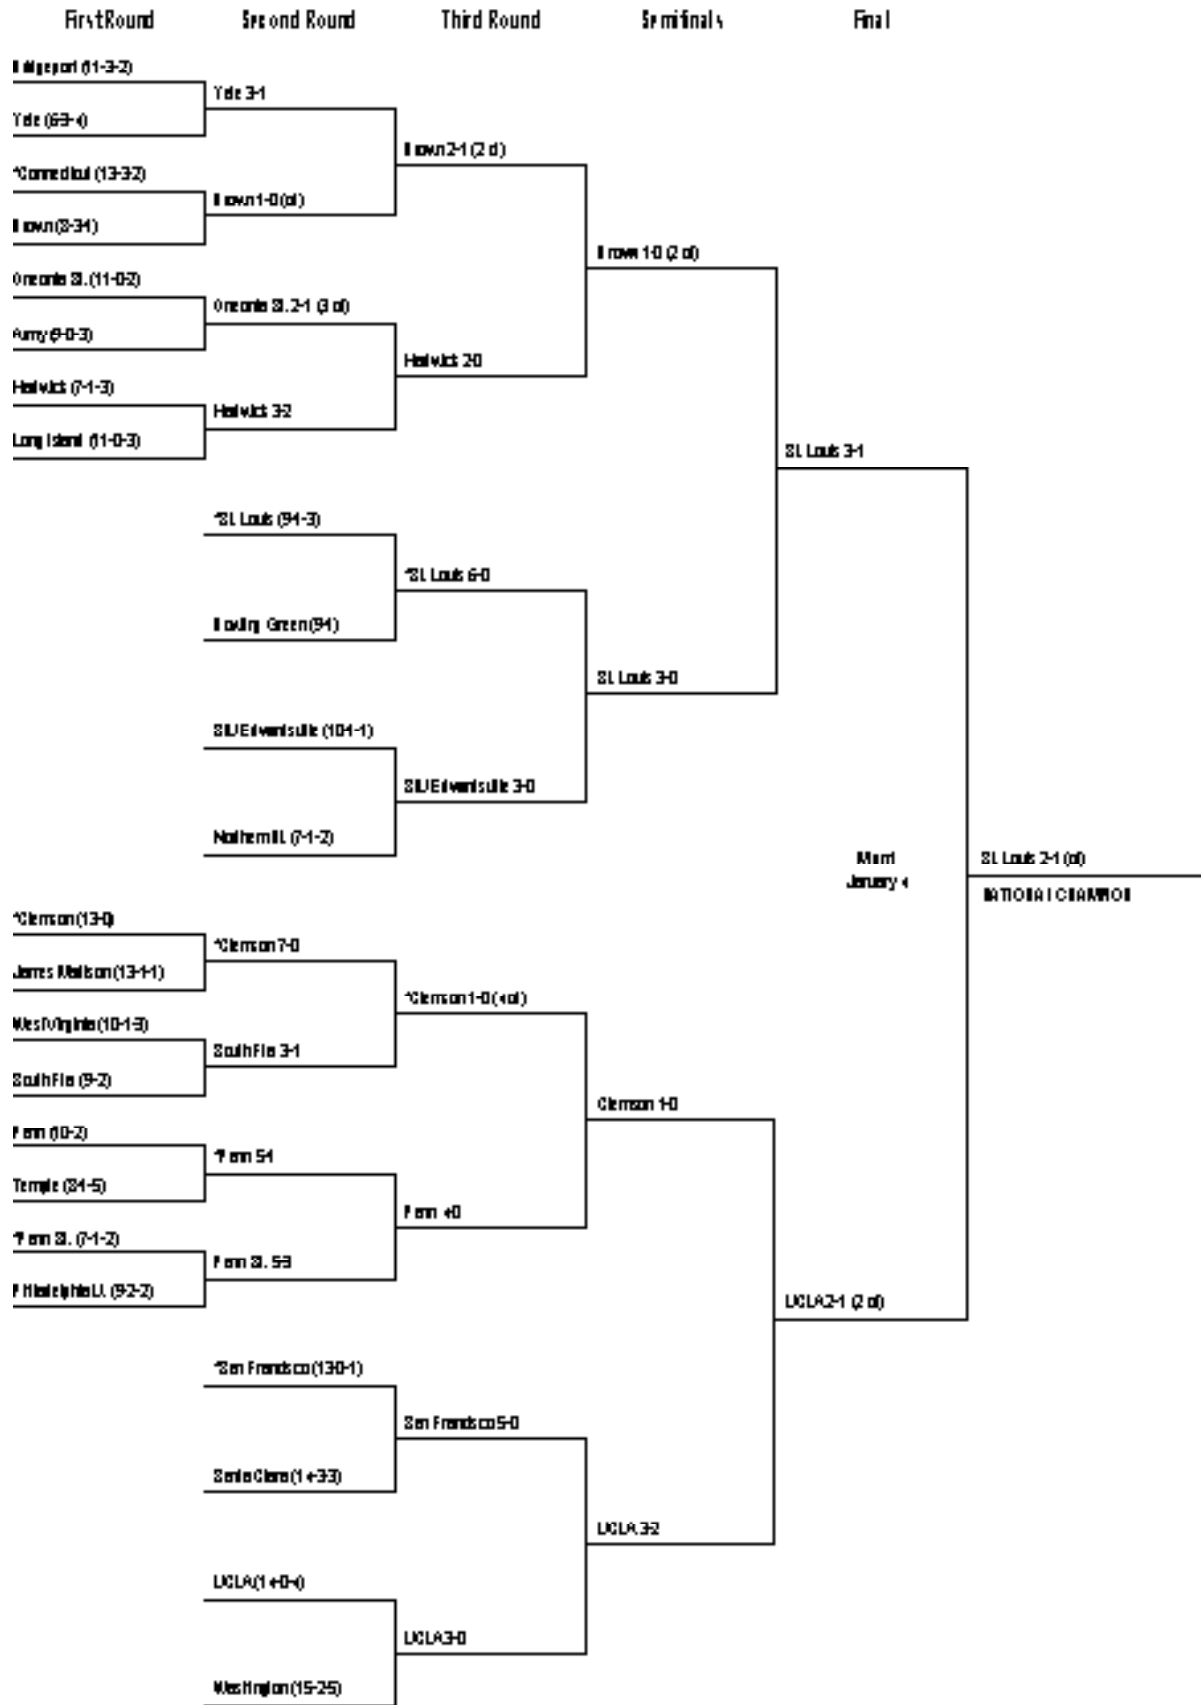 First Round
Second Round
Third Round
Semifinals
Final
Bridgeport (11-3-2)
Yale (6-3-4)
*Connecticut (13-3-2)
Brown (8-3-1)
Oneonta St. (11-0-2)
Army (9-0-3)
Hartwick (7-1-3)
Long Island (11-0-3)
Yale 3-1
Brown 1-0 (ot)
Oneonta St. 2-1 (3 ot)
Hartwick 3-2
*St. Louis (9-1-3)
Bowling Green (9-1)
SIU Edwardsville (10-1-1)
Northern Il. (7-1-2)
Brown 2-1 (2 ot)
Hartwick 2-0
*St. Louis 6-0
SIU Edwardsville 3-0
Brown 1-0 (2 ot)
St. Louis 3-0
St. Louis 3-1
*Clemson (13-0)
James Madison (13-1-1)
West Virginia (10-1-3)
South Fla. (9-2)
Penn (10-2)
Temple (8-1-5)
*Penn St. (7-1-2)
Philadelphia U. (9-2-2)
*Clemson 7-0
South Fla. 3-1
*Penn 5-1
Penn St. 5-3
*San Francisco (13-0-1)
Santa Clara (14-3-3)
UCLA (14-0-4)
Washington (15-2-5)
*Clemson 1-0 (4 ot)
Penn 4-0
San Francisco 5-0
UCLA 3-0
Clemson 1-0
UCLA 3-2
UCLA 2-1 (2 ot)
Miami
January 4
St. Louis 2-1 (ot)
NATIONAL CHAMPION